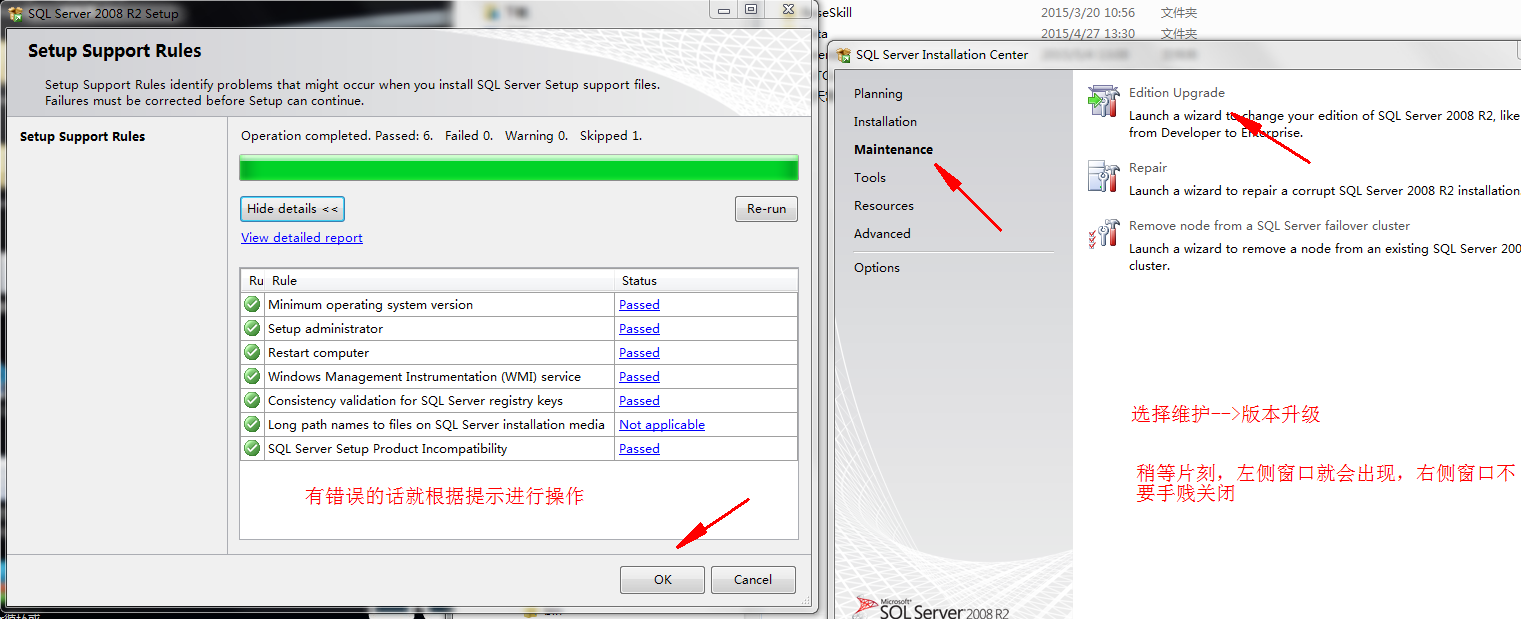 SQL Server 2008 R2 Setup
Setup Support Rules
Setup Support Rules identify problems that might occur when you install SQL Server Setup support files.
Failures must be corrected before Setup can continue.
Setup Support Rules
Operation completed. Passed: 6. Failed 0. Warning 0. Skipped 1.
Hide details <<
Re-run
View detailed report
Ru Rule Status
Minimum operating system version Passed
Setup administrator Passed
Restart computer Passed
Windows Management Instrumentation (WMI) service Passed
Consistency validation for SQL Server registry keys Passed
Long path names to files on SQL Server installation media Not applicable
SQL Server Setup Product Incompatibility Passed
有错误的话就根据提示进行操作
OK Cancel
seSkill 2015/3/20 10:56 文件夹
ta 2015/4/27 13:30 文件夹
SQL Server Installation Center
Planning
Installation
Maintenance
Tools
Resources
Advanced
Options
Edition Upgrade
Launch a wizard to change your edition of SQL Server 2008 R2, like
from Developer to Enterprise.
Repair
Launch a wizard to repair a corrupt SQL Server 2008 R2 installation.
Remove node from a SQL Server failover cluster
Launch a wizard to remove a node from an existing SQL Server 200
cluster.
选择维护-->版本升级
稍等片刻，左侧窗口就会出现，右侧窗口不
要手贱关闭
Microsoft
SQL Server 2008 R2